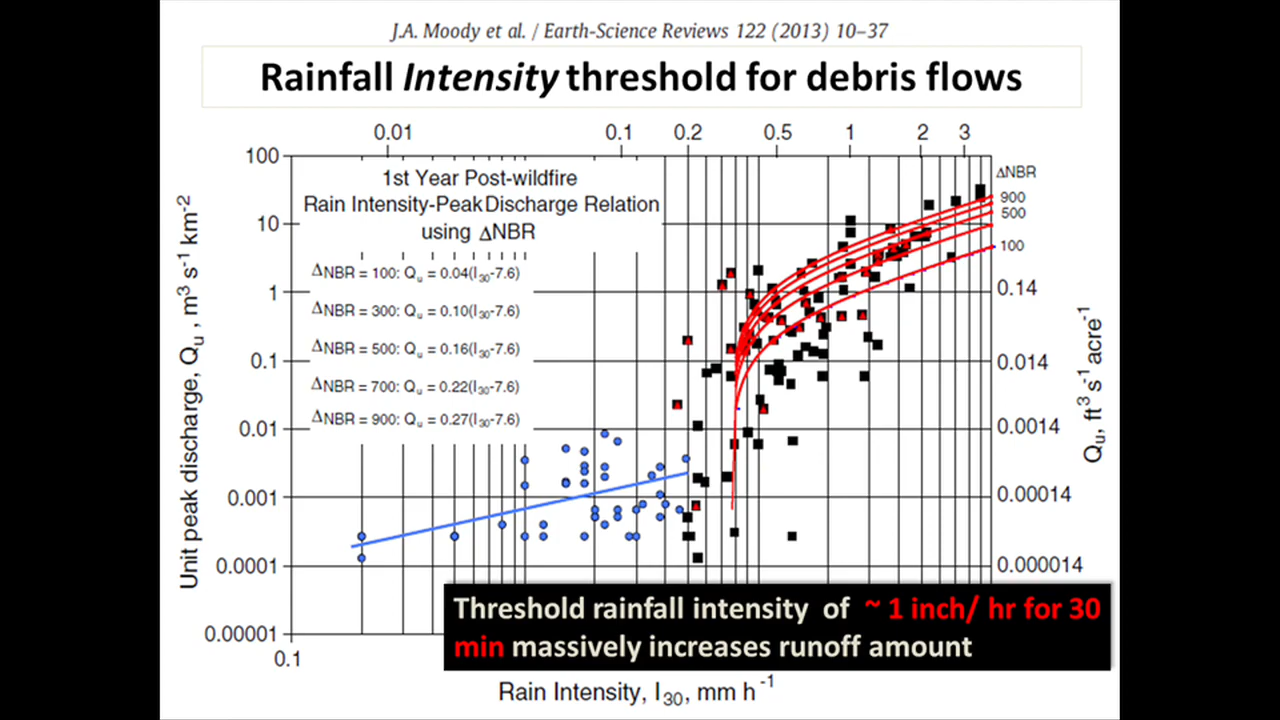 J.A. Moody et al. / Earth-Science Reviews 122 (2013) 10–37
Rainfall Intensity threshold for debris flows
0.01 0.1 0.2 0.5 1 2 3
100
10
1
0.1
0.01
0.001
0.0001
0.00001
Unit peak discharge, Qu , m3 s-1 km-2
1st Year Post-wildfire
Rain Intensity-Peak Discharge Relation
using ΔNBR
ΔNBR = 100: Qu = 0.04(I30-7.6)
ΔNBR = 300: Qu = 0.10(I30-7.6)
ΔNBR = 500: Qu = 0.16(I30-7.6)
ΔNBR = 700: Qu = 0.22(I30-7.6)
ΔNBR = 900: Qu = 0.27(I30-7.6)
ΔNBR
900
500
100
0.14
0.014
0.0014
0.00014
0.000014
Qu, ft3 s-1 acre-1
Threshold rainfall intensity of ~ 1 inch/ hr for 30
min massively increases runoff amount
0.1
Rain Intensity, I30, mm h-1